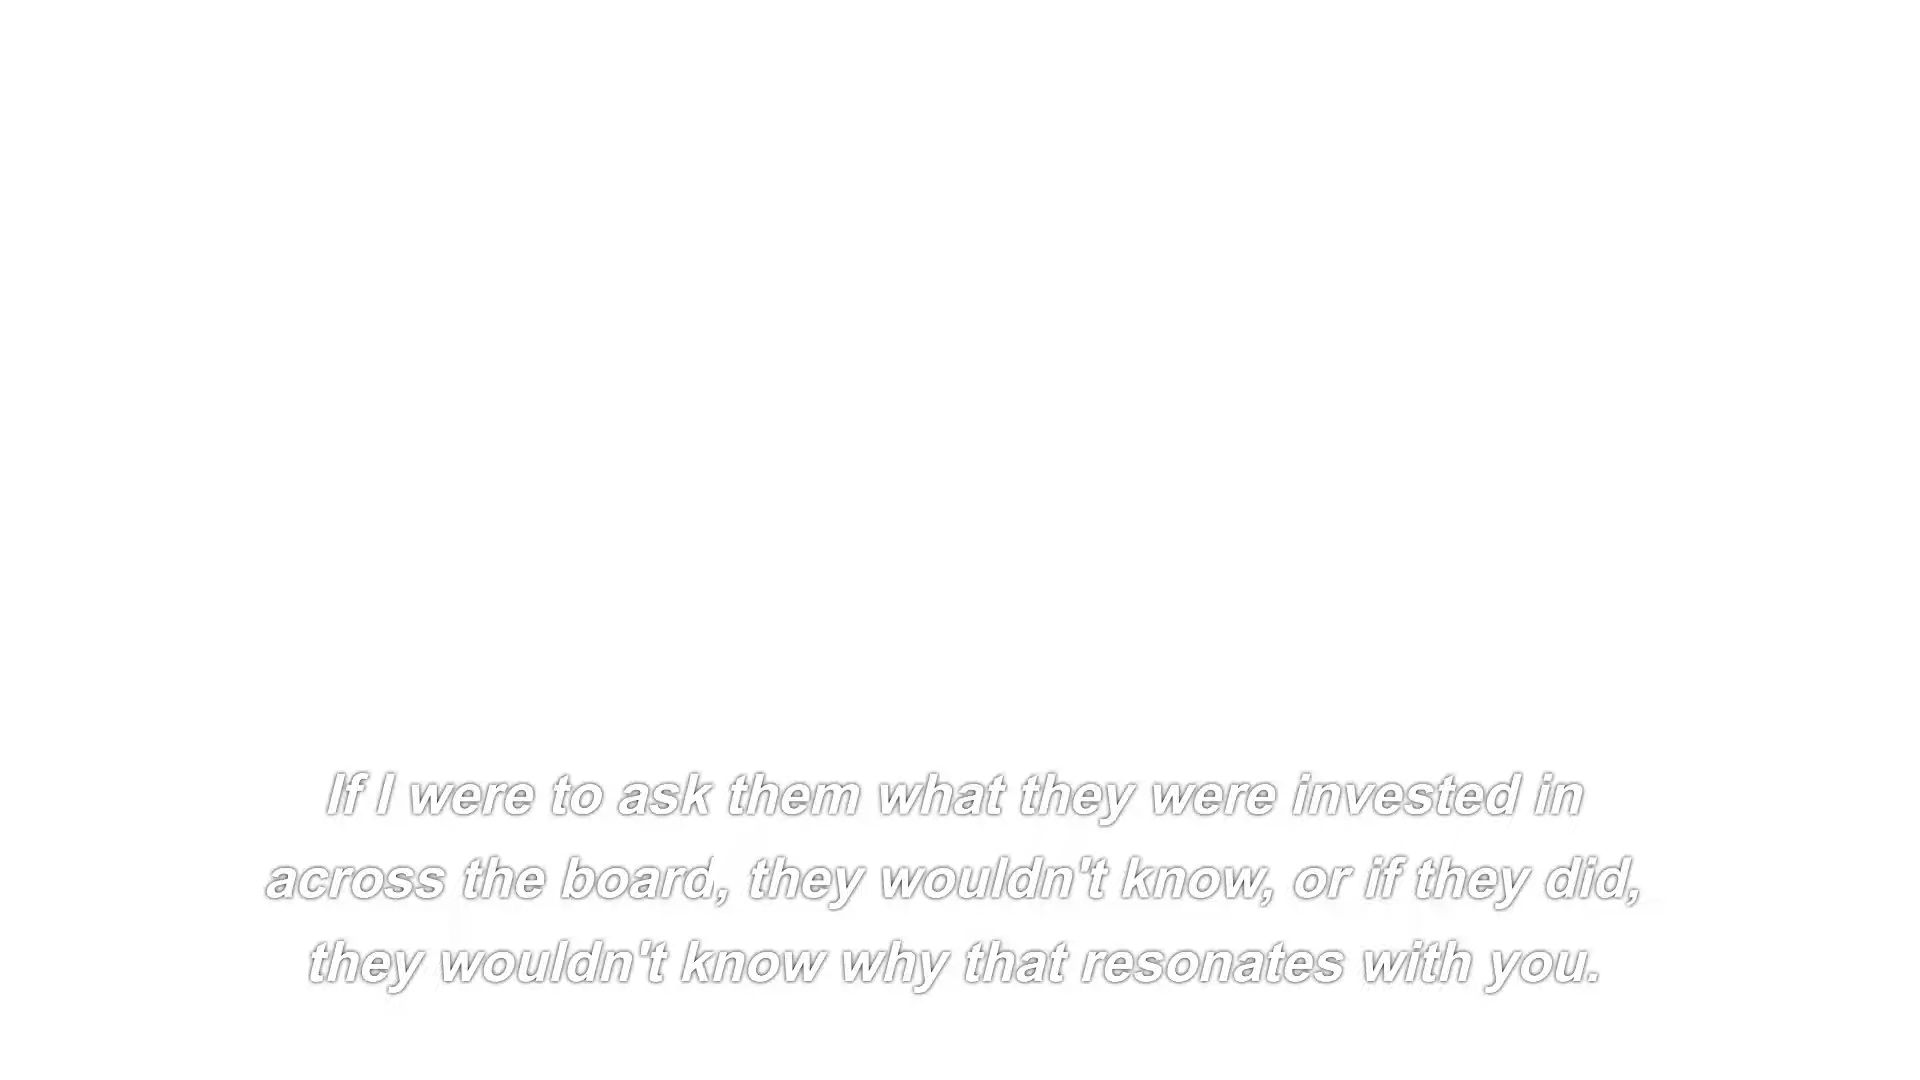 If I were to ask them what they were invested in
across the board, they wouldn't know, or if they did,
they wouldn't know why that resonates with you.